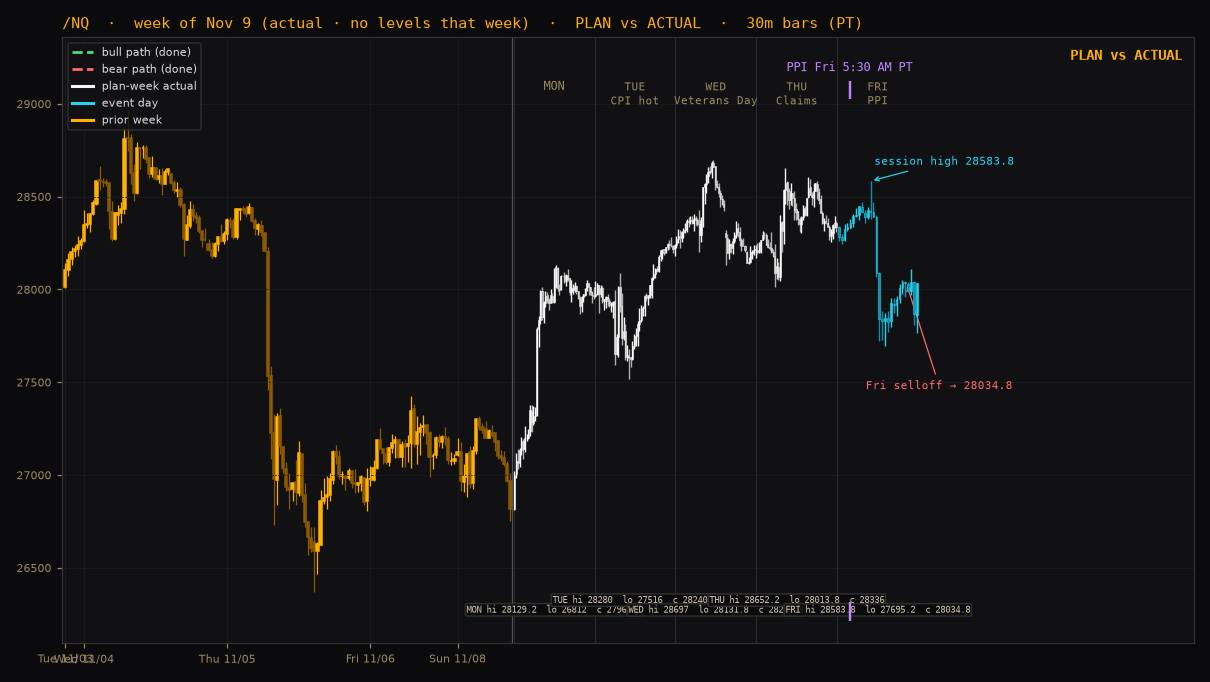 /NQ · week of Nov 9 (actual · no levels that week) · PLAN vs ACTUAL · 30m bars (PT)
PLAN vs ACTUAL
bull path (done)
bear path (done)
plan-week actual
event day
prior week
PPI Fri 5:30 AM PT
MON
TUE
CPI hot
WED
Veterans Day
THU
Claims
FRI
PPI
session high 28583.8
Fri selloff → 28034.8
29000
28500
28000
27500
27000
26500
TUE hi 28280 lo 27516 c 28240
THU hi 28652.2 lo 28013.8 c 28336
MON hi 28129.2 lo 26812 c 2796
WED hi 28697 lo 28131.8 c 282
FRI hi 28583.8 lo 27695.2 c 28034.8
Tue 11/03
Wed 11/04
Thu 11/05
Fri 11/06
Sun 11/08